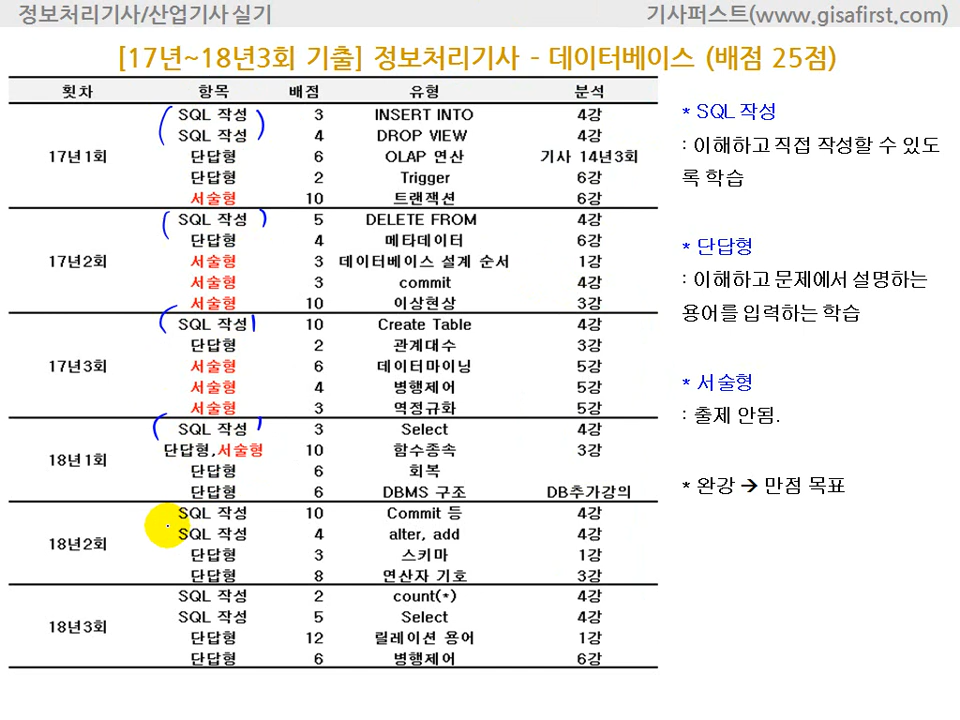 정보처리기사/산업기사 실기 기사퍼스트(www.gisafirst.com)
[17년~18년3회 기출] 정보처리기사 - 데이터베이스 (배점 25점)
횟차 항목 배점 유형 분석
17년1회
SQL 작성 3 INSERT INTO 4강
SQL 작성 4 DROP VIEW 4강
단답형 6 OLAP 연산 기사 14년3회
단답형 2 Trigger 6강
서술형 10 트랜잭션 6강
17년2회
SQL 작성 5 DELETE FROM 4강
단답형 4 메타데이터 6강
서술형 3 데이터베이스 설계 순서 1강
서술형 3 commit 4강
서술형 10 이상현상 3강
17년3회
SQL 작성 10 Create Table 4강
단답형 2 관계대수 3강
서술형 6 데이터마이닝 5강
서술형 4 병행제어 5강
서술형 3 역정규화 5강
18년1회
SQL 작성 3 Select 4강
단답형,서술형 10 함수종속 3강
단답형 6 회복
단답형 6 DBMS 구조 DB추가강의
18년2회
SQL 작성 10 Commit 등 4강
SQL 작성 4 alter, add 4강
단답형 3 스키마 1강
단답형 8 연산자 기호 3강
18년3회
SQL 작성 2 count(*) 4강
SQL 작성 5 Select 4강
단답형 12 릴레이션 용어 1강
단답형 6 병행제어 6강
* SQL 작성
: 이해하고 직접 작성할 수 있도
록 학습
* 단답형
: 이해하고 문제에서 설명하는
용어를 입력하는 학습
* 서술형
: 출제 안됨.
* 완강 → 만점 목표